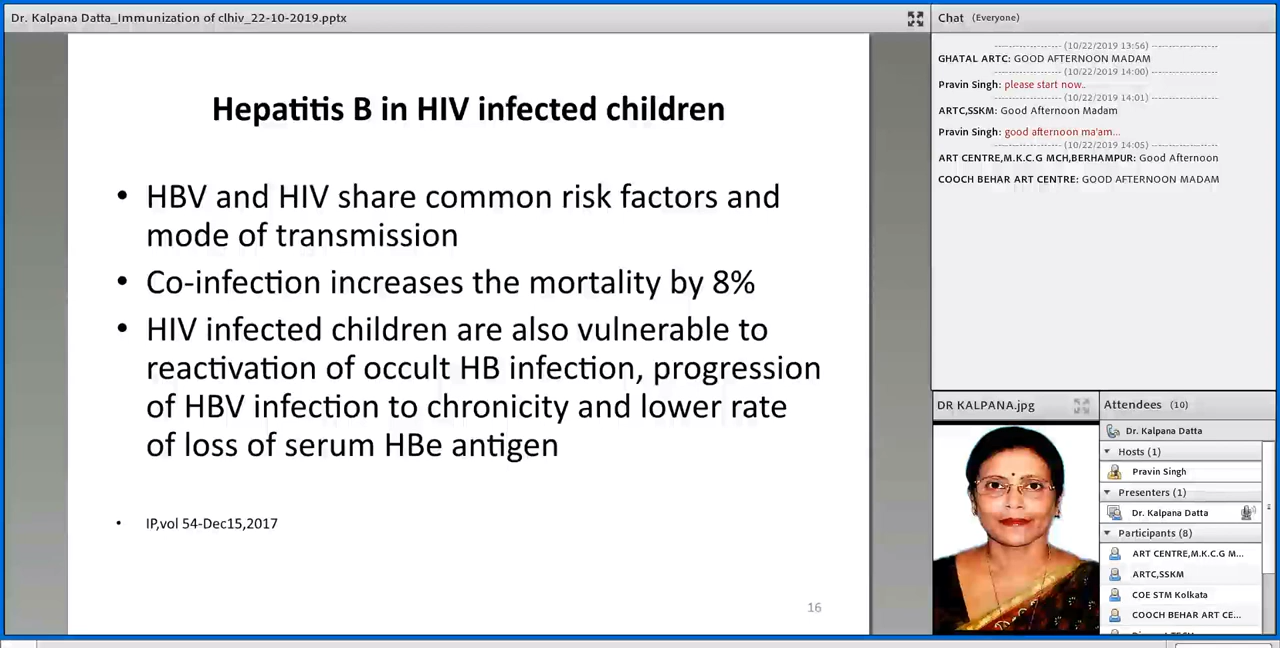 Dr. Kalpana Datta_Immunization of clhiv_22-10-2019.pptx
Hepatitis B in HIV infected children
• HBV and HIV share common risk factors and
mode of transmission
• Co-infection increases the mortality by 8%
• HIV infected children are also vulnerable to
reactivation of occult HB infection, progression
of HBV infection to chronicity and lower rate
of loss of serum HBe antigen
• IP,vol 54-Dec15,2017
16
Chat (Everyone)
------------------ (10/22/2019 13:56) ------------------
GHATAL ARTC: GOOD AFTERNOON MADAM
------------------ (10/22/2019 14:00) ------------------
Pravin Singh: please start now..
------------------ (10/22/2019 14:01) ------------------
ARTC,SSKM: Good Afternoon Madam
Pravin Singh: good afternoon ma'am...
------------------ (10/22/2019 14:05) ------------------
ART CENTRE,M.K.C.G MCH,BERHAMPUR: Good Afternoon
COOCH BEHAR ART CENTRE: GOOD AFTERNOON MADAM
DR KALPANA.jpg
Attendees (10)
Dr. Kalpana Datta
Hosts (1)
Pravin Singh
Presenters (1)
Dr. Kalpana Datta
Participants (8)
ART CENTRE,M.K.C.G M...
ARTC,SSKM
COE STM Kolkata
COOCH BEHAR ART CE...